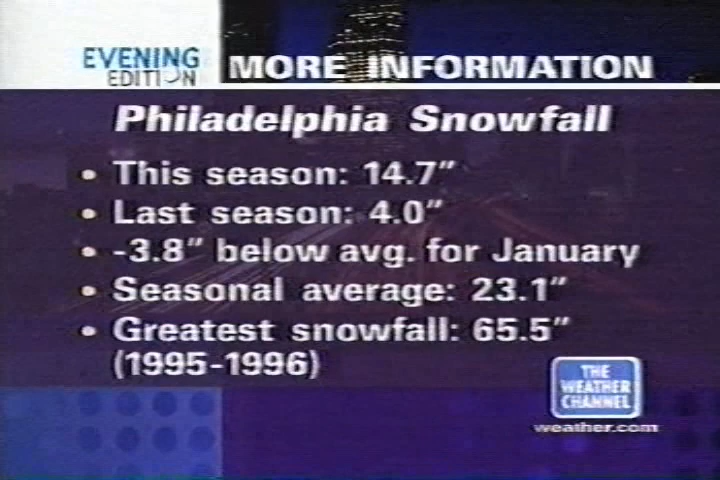 EVENING
EDITION
MORE INFORMATION
Philadelphia Snowfall
• This season: 14.7"
• Last season: 4.0"
• -3.8" below avg. for January
• Seasonal average: 23.1"
• Greatest snowfall: 65.5"
(1995-1996)
THE
WEATHER
CHANNEL
weather.com